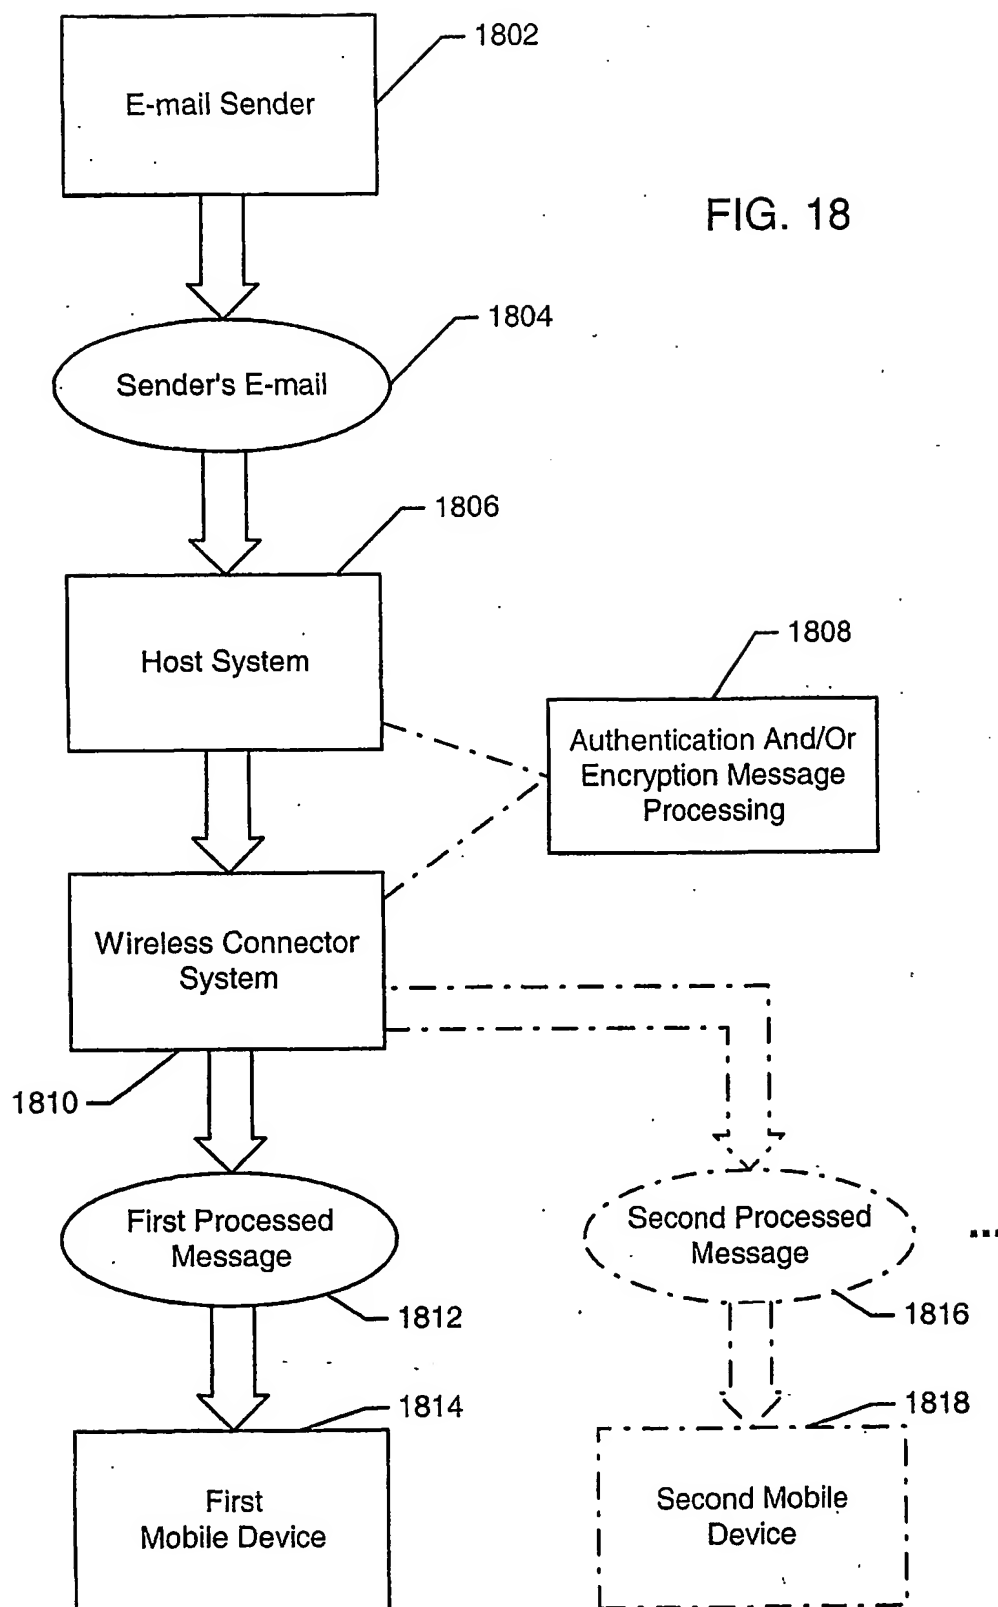 1802
E-mail Sender
FIG. 18
1804
Sender's E-mail
1806
Host System
1808
Authentication And/Or
Encryption Message
Processing
Wireless Connector
System
1810
First Processed
Message
1812
Second Processed
Message
...
1816
1814
First
Mobile Device
1818
Second Mobile
Device